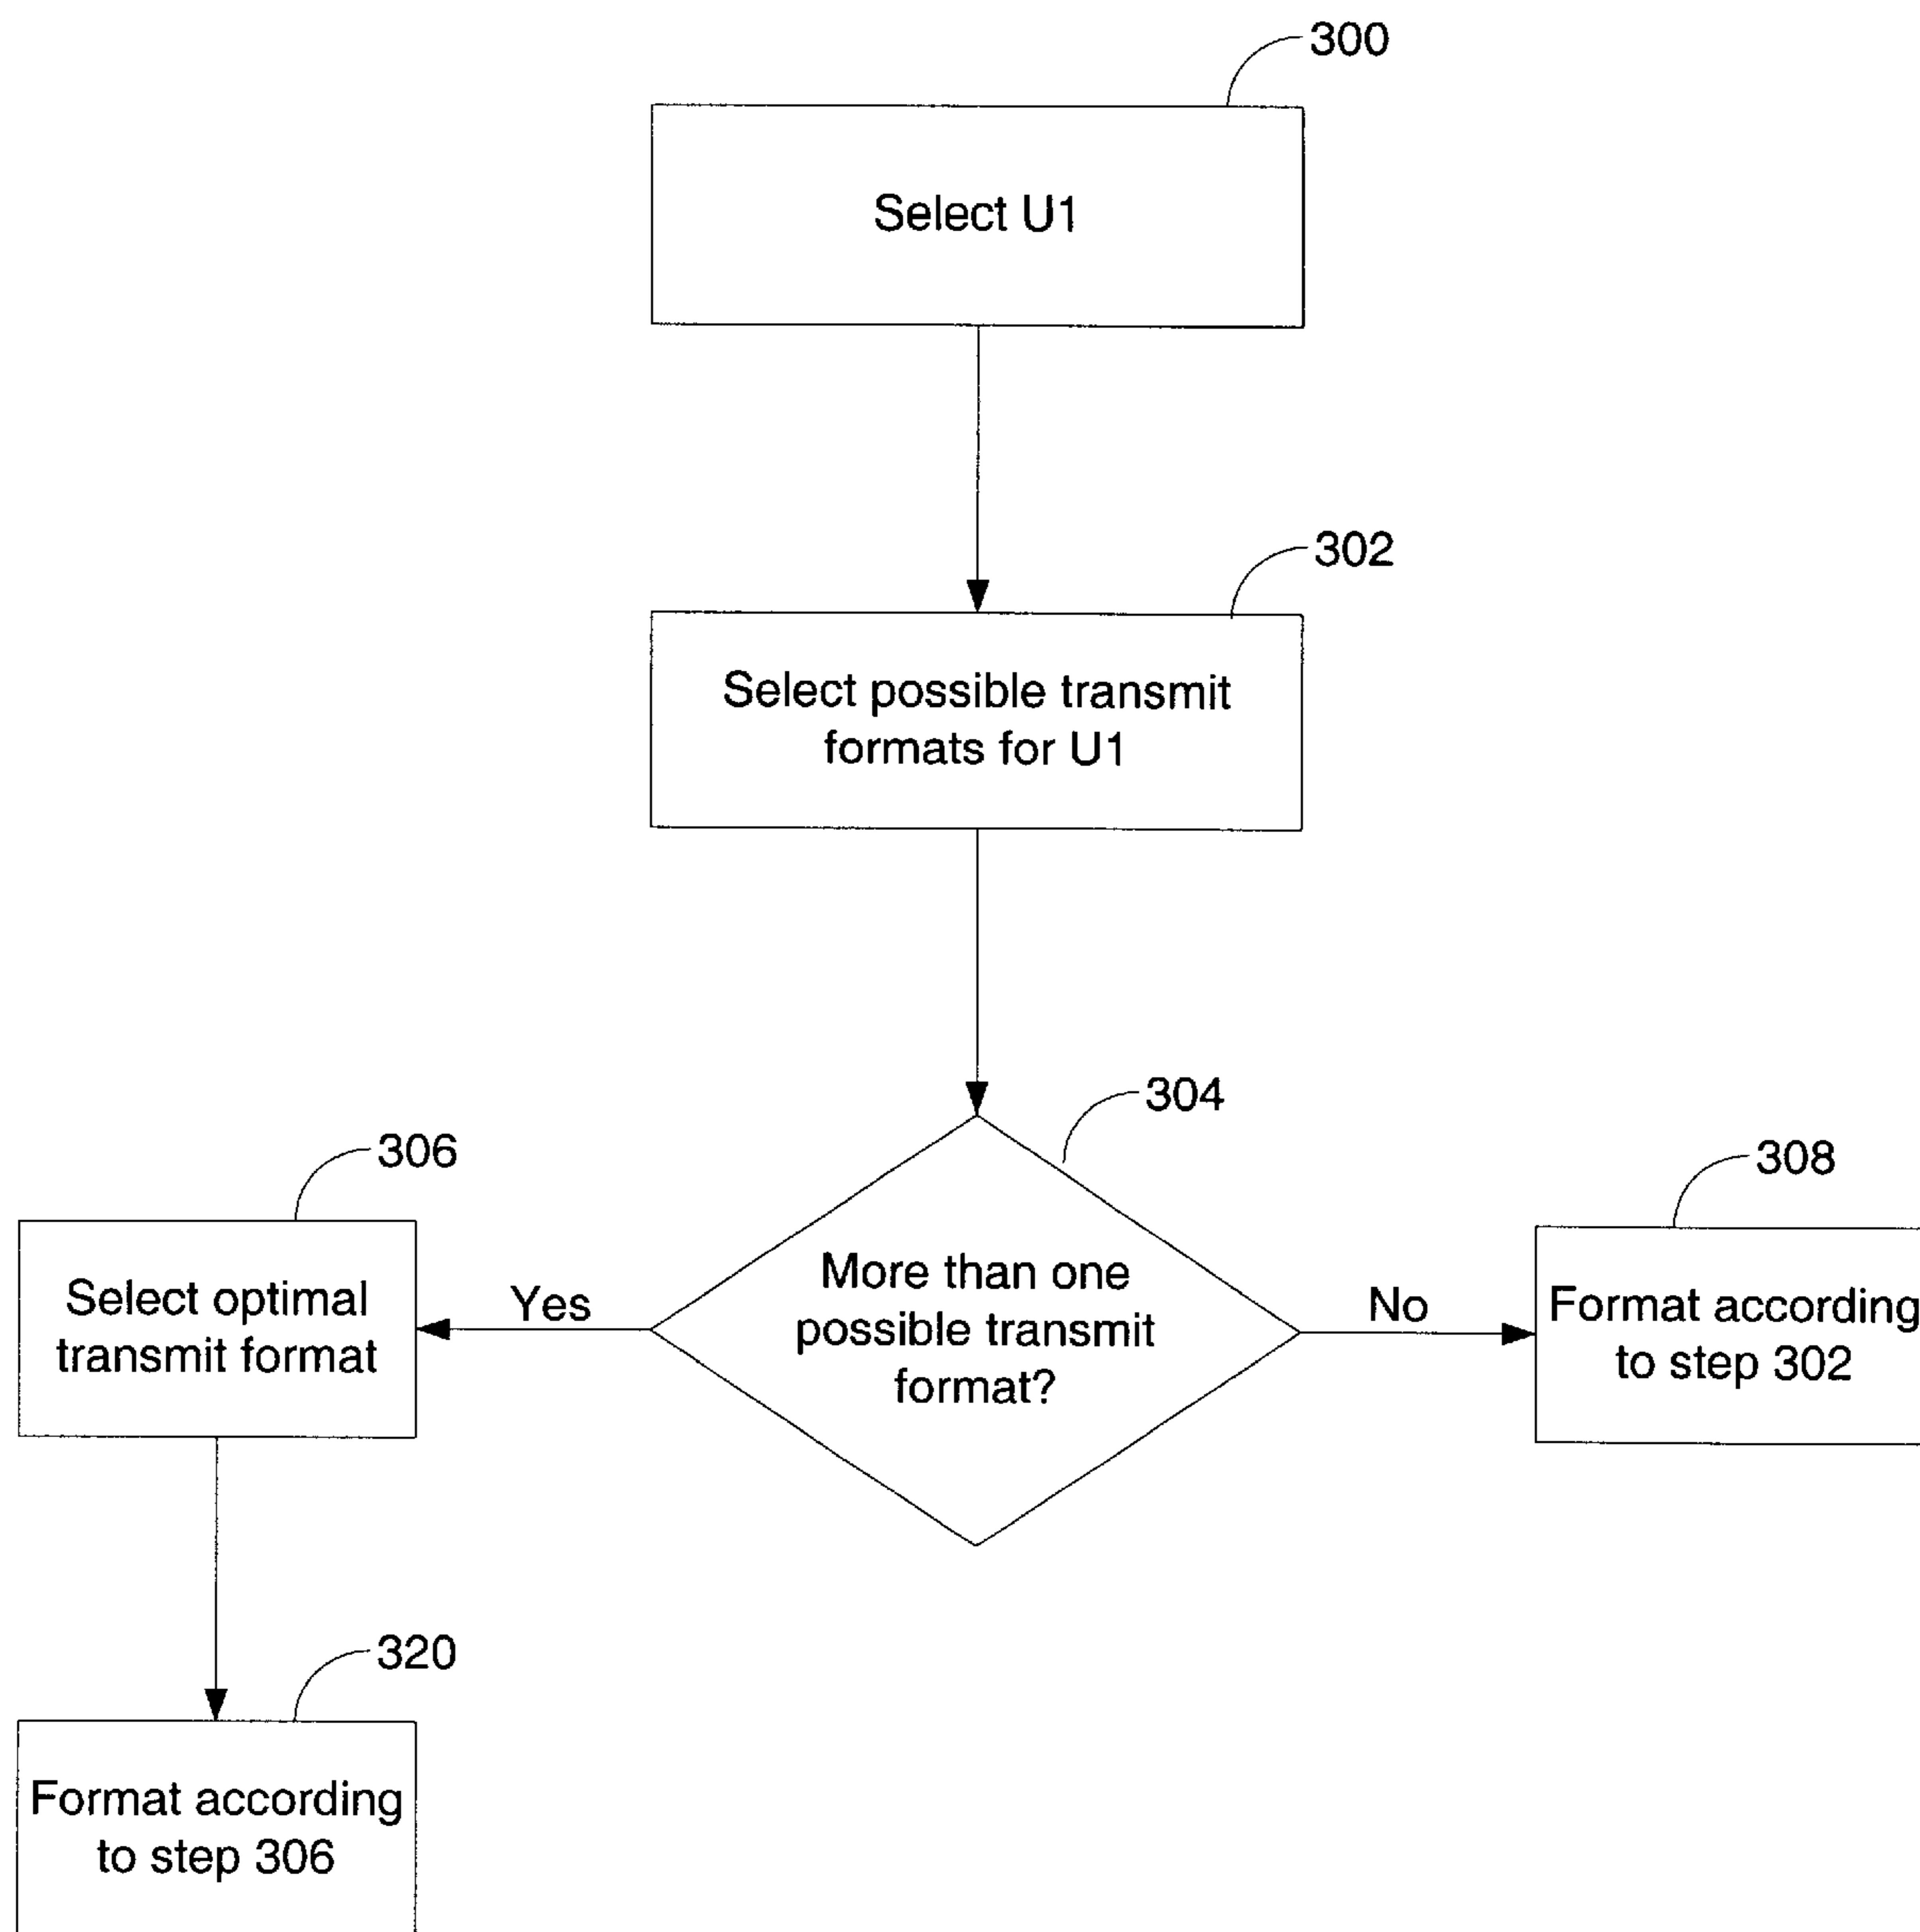 300
Select U1
302
Select possible transmit
formats for U1
304
306
308
More than one
possible transmit
format?
Select optimal
transmit format
Yes
No
Format according
to step 302
320
Format according
to step 306